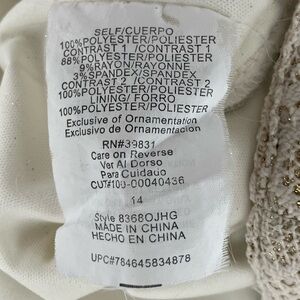 SELF/CUERPO
100%POLYESTER/POLIESTER
CONTRAST 1 /CONTRAST 1
88%POLYESTER/POLIESTER
9%RAYON/RAYONNE
3%SPANDEX/SPANDEX
CONTRAST 2 /CONTRAST 2
100%POLYESTER/POLIESTER
LINING/ FORRO
100%POLYESTER/POLIESTER
Exclusive of Ornamentation
Exclusivo de Ornamentacion
RN#39831
Care on Reverse
Ver Al Dorso
Para Cuidado
CUT#100-00040436
14
Style 8368OJHG
MADE IN CHINA
HECHO EN CHINA
UPC#784645834878